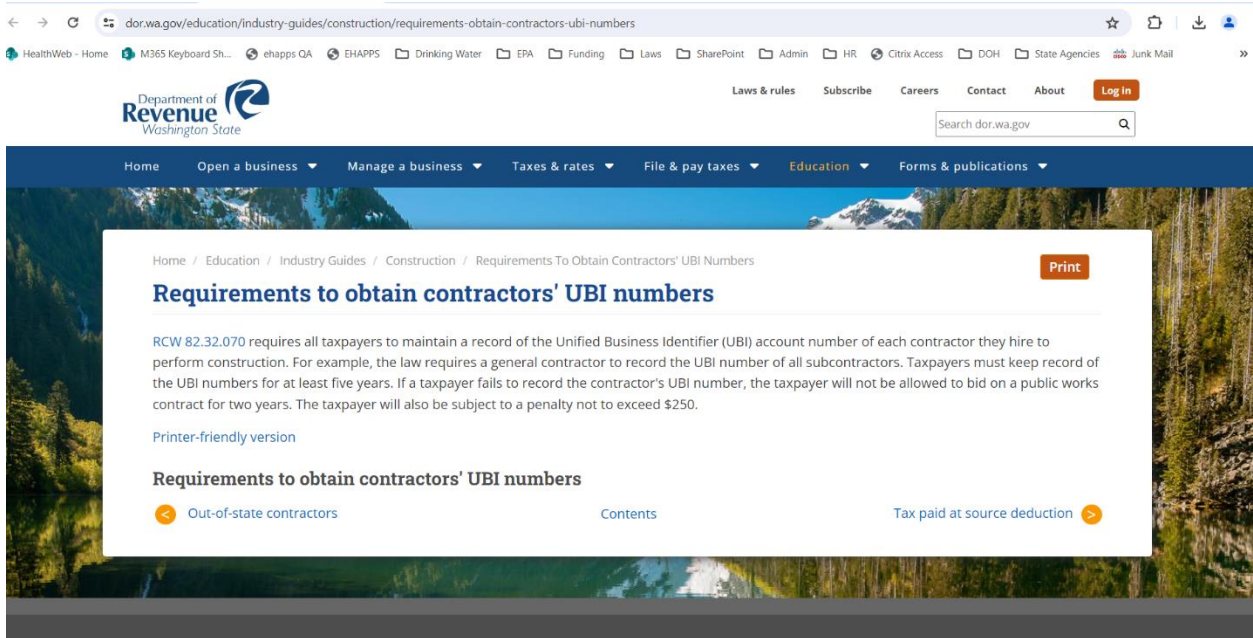 dor.wa.gov/education/industry-guides/construction/requirements-obtain-contractors-ubi-numbers
HealthWeb - Home M365 Keyboard Sh... ehapps QA EHAPPS Drinking Water EPA Funding Laws SharePoint Admin HR Citrix Access DOH State Agencies Junk Mail »
Department of
Revenue
Washington State
Laws & rules Subscribe Careers Contact About Log in
Search dor.wa.gov
Home Open a business Manage a business Taxes & rates File & pay taxes Education Forms & publications
Home / Education / Industry Guides / Construction / Requirements To Obtain Contractors' UBI Numbers
Print
Requirements to obtain contractors' UBI numbers
RCW 82.32.070 requires all taxpayers to maintain a record of the Unified Business Identifier (UBI) account number of each contractor they hire to
perform construction. For example, the law requires a general contractor to record the UBI number of all subcontractors. Taxpayers must keep record of
the UBI numbers for at least five years. If a taxpayer fails to record the contractor's UBI number, the taxpayer will not be allowed to bid on a public works
contract for two years. The taxpayer will also be subject to a penalty not to exceed $250.
Printer-friendly version
Requirements to obtain contractors' UBI numbers
< Out-of-state contractors Contents Tax paid at source deduction >